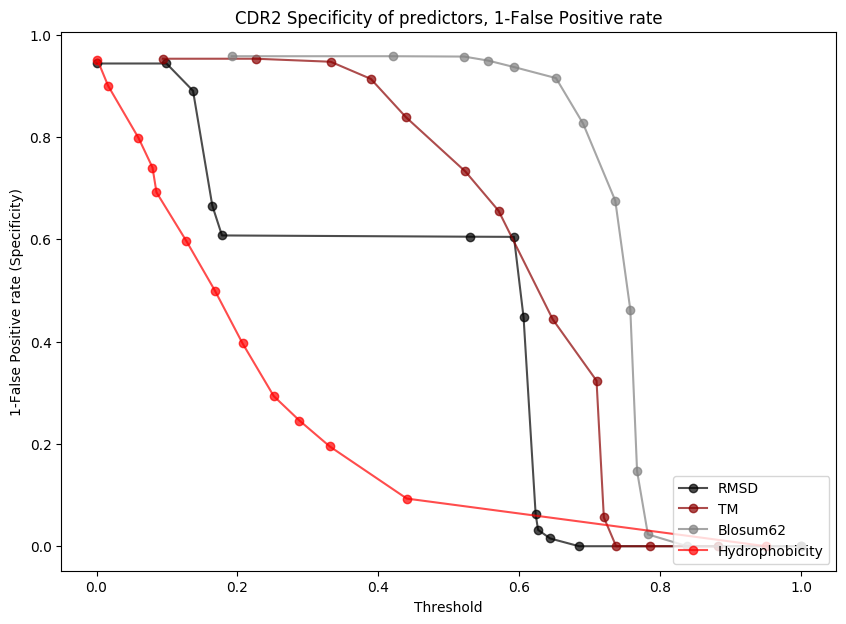 CDR2 Specificity of predictors, 1-False Positive rate
1-False Positive rate (Specificity)
1.0
0.8
0.6
0.4
0.2
0.0
0.0 0.2 0.4 0.6 0.8 1.0
Threshold
RMSD
TM
Blosum62
Hydrophobicity